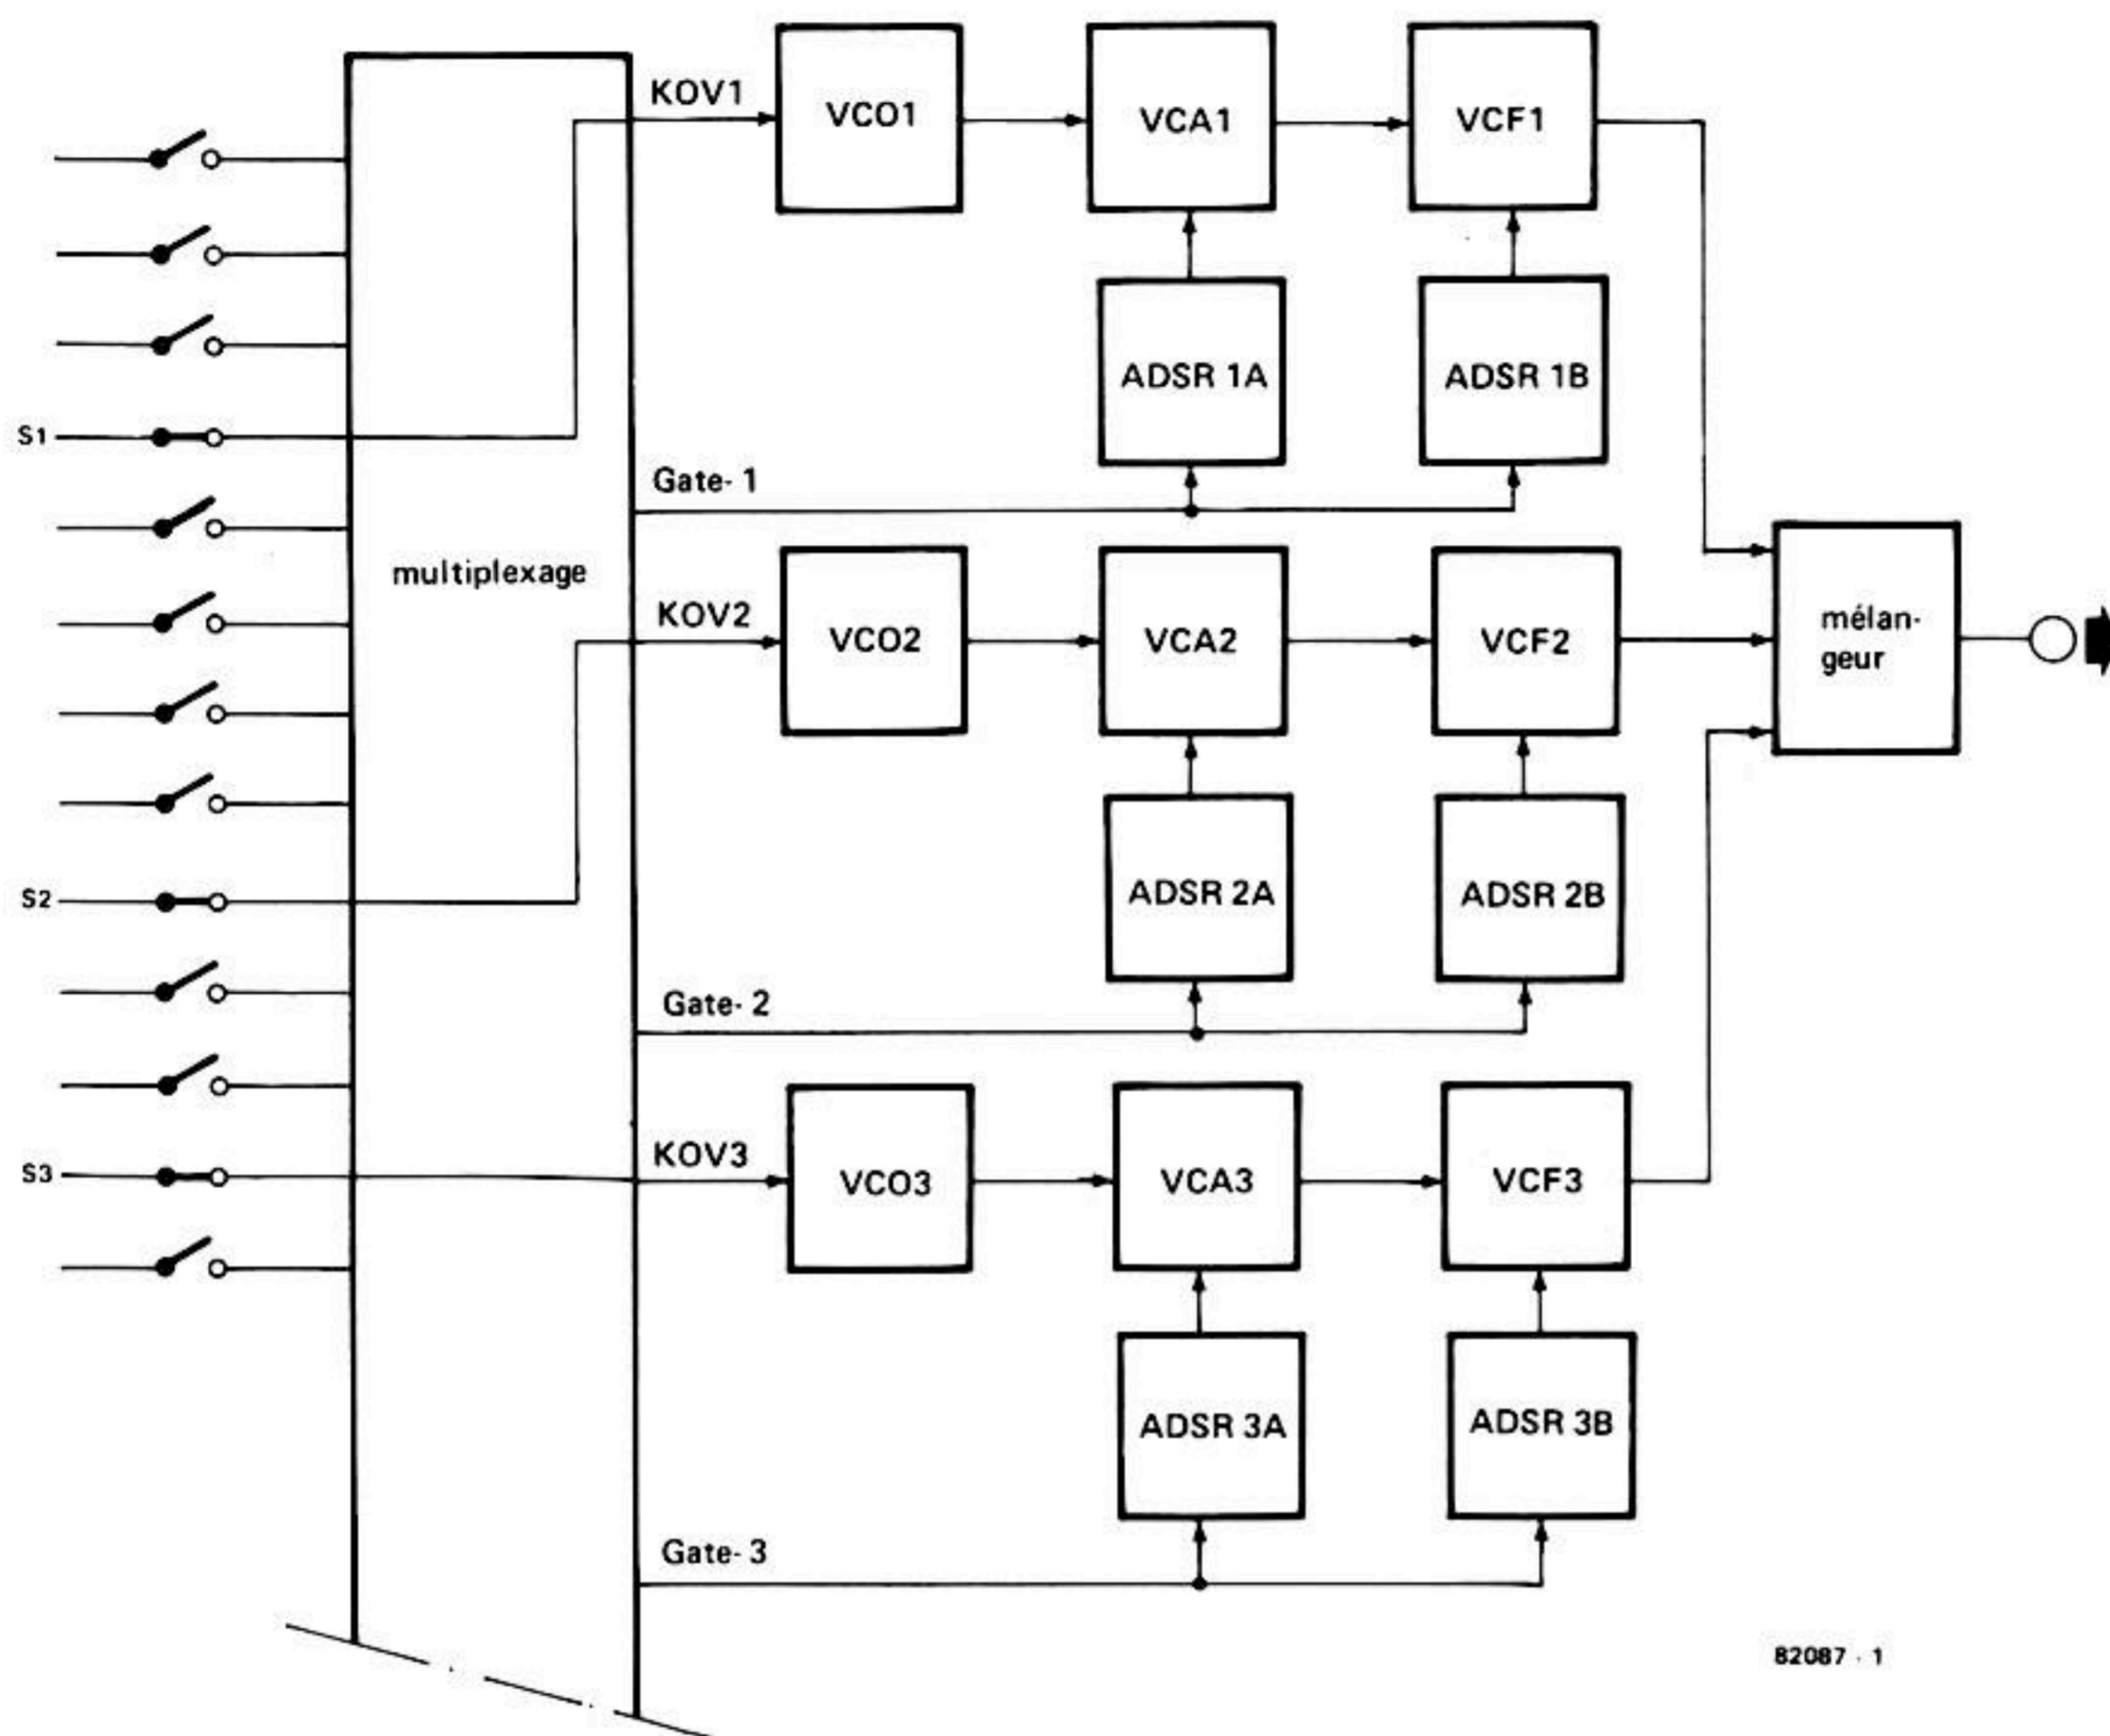 KOV1
VCO1
VCA1
VCF1
ADSR 1A
ADSR 1B
S1
Gate- 1
multiplexage
KOV2
VCO2
VCA2
VCF2
mélan-
geur
ADSR 2A
ADSR 2B
S2
Gate- 2
KOV3
VCO3
VCA3
VCF3
S3
ADSR 3A
ADSR 3B
Gate- 3
82087 - 1